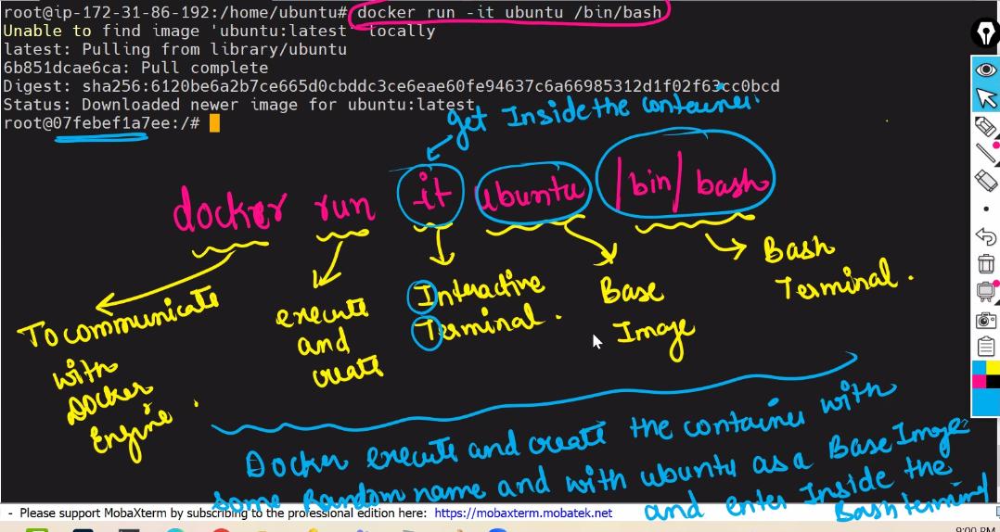 root@ip-172-31-86-192:/home/ubuntu# docker run -it ubuntu /bin/bash
Unable to find image 'ubuntu:latest' locally
latest: Pulling from library/ubuntu
6b851dcae6ca: Pull complete
Digest: sha256:6120be6a2b7ce665d0cbddc3ce6eae60fe94637c6a66985312d1f02f63cc0bcd
Status: Downloaded newer image for ubuntu:latest
root@07febef1a7ee:/#
get Inside the container.
docker run -it ubuntu /bin/bash
To communicate
with
Docker
Engine.
execute
and
create
Interactive
Terminal.
Base
Image
Bash
Terminal.
Docker execute and create the container with
some Random name and with ubuntu as a Base Image
and enter Inside the
Bash terminal
- Please support MobaXterm by subscribing to the professional edition here: https://mobaxterm.mobatek.net
9:00 PM